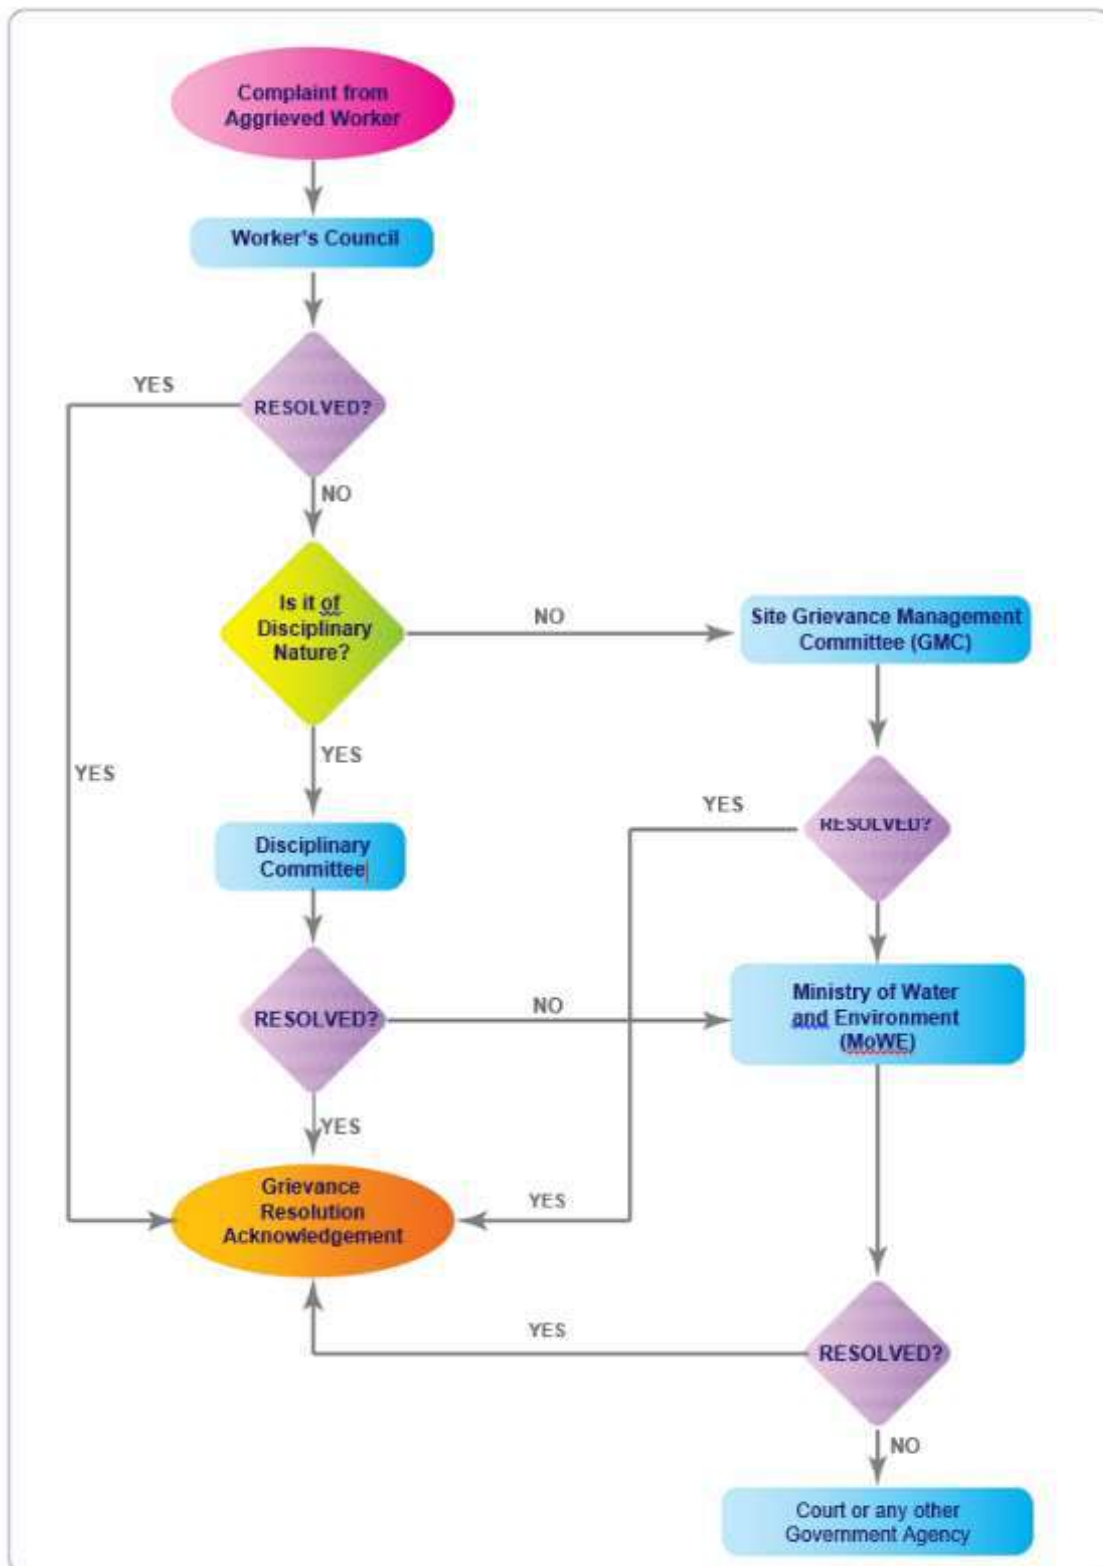 Complaint from
Aggrieved Worker
Worker's Council
YES
RESOLVED?
NO
Is it of
Disciplinary
Nature?
NO
Site Grievance Management
Committee (GMC)
YES
YES
YES
RESOLVED?
Disciplinary
Committee
RESOLVED?
NO
Ministry of Water
and Environment
(MoWE)
YES
Grievance
Resolution
Acknowledgement
YES
YES
RESOLVED?
NO
Court or any other
Government Agency